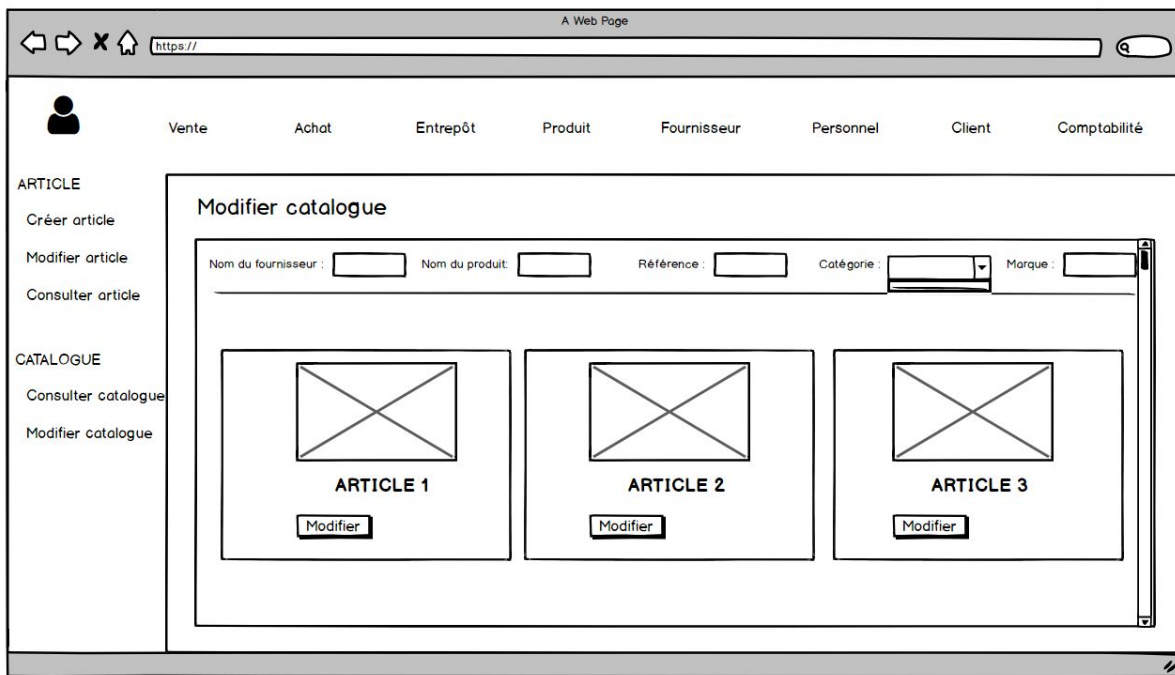 A Web Page
https://
Vente Achat Entrepôt Produit Fournisseur Personnel Client Comptabilité
ARTICLE
Créer article
Modifier article
Consulter article
CATALOGUE
Consulter catalogue
Modifier catalogue
Modifier catalogue
Nom du fournisseur : Nom du produit: Référence : Catégorie : Marque :
ARTICLE 1 ARTICLE 2 ARTICLE 3
Modifier Modifier Modifier